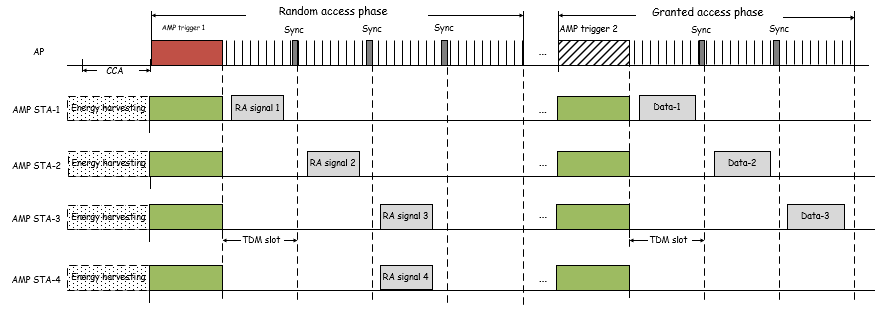 Random access phase
Granted access phase
AMP trigger 1
Sync
Sync
Sync
AMP trigger 2
Sync
Sync
AP
...
CCA
AMP STA-1
Energy harvesting
RA signal 1
...
Data-1
AMP STA-2
Energy harvesting
RA signal 2
...
Data-2
AMP STA-3
Energy harvesting
RA signal 3
...
Data-3
TDM slot
TDM slot
AMP STA-4
Energy harvesting
RA signal 4
...